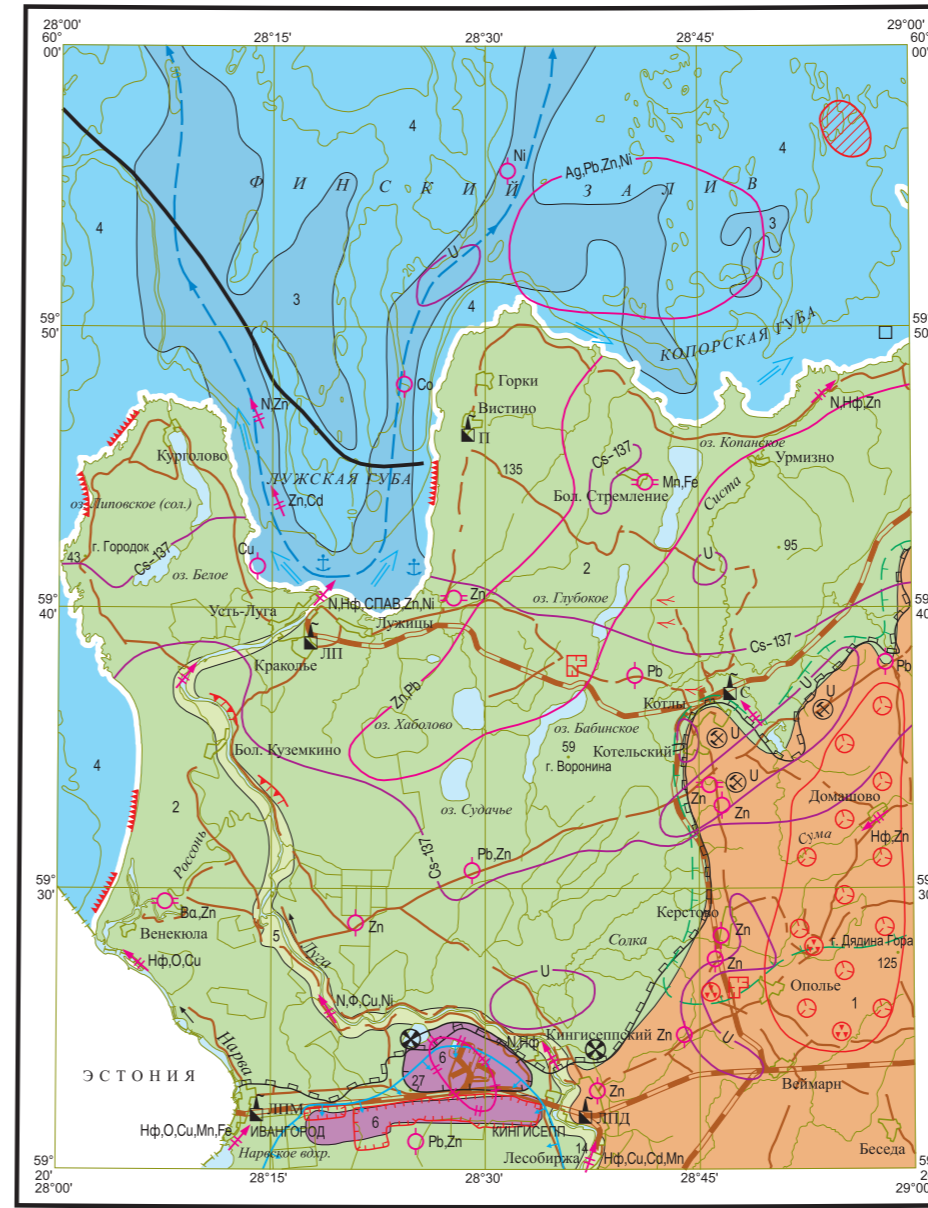 28°00' 28°15' 28°30' 28°45' 29°00'
60° 00' 60° 00'
30
4
4
Ni
Ag,Pb,Zn,Ni
4
Ф И Н С К И Й З А Л И В
4
U
3
20
3
4
59° 50' 59° 50'
КОПОРСКАЯ ГУБА
Co
Горки
N,Zn
Вистино
N,Нф,Zn
П
оз. Копанское
Курголово
Урмизно
ЛУЖСКАЯ ГУБА
135
Cs-137
Mn,Fe
Бол. Стремление
Систа
оз. Липовское (сол.)
Zn,Cd
10
г. Городок
Cu
95
43
Cs-137
оз. Белое
2
U
Zn
оз. Глубокое
59° 40' 59° 40'
Усть-Луга
N,Нф,СПАВ,Zn,Ni
Лужицы
ЛП
Краколье
Cs-137
Pb
Pb
Zn,Pb
U
С
U
Котлы
оз. Хаболово
оз. Бабинское
Бол. Куземкино
59
Котельский
U
г. Воронина
4
U
Zn
Домашово
2
оз. Судачье
Zn
Сума
Нф,Zn
Cs-137
Pb,Zn
Россонь
59° 30' 59° 30'
Ba,Zn
Керстово
Zn
Венекюла
Zn
5
Солка
г. Дядина Гора
Луга
Zn
125
Нф,O,Cu
U
Ополье
N,Ф,Cu,Ni
1
Нарва
Кингисеппский
Zn
N,Нф
U
6
ЭСТОНИЯ
27
Веймарн
Zn
ЛПМ
ЛПД
Нф,O,Cu,Mn,Fe
ИВАНГОРОД
6
КИНГИСЕПП
Pb,Zn
Нарвское вдхр.
14
Беседа
Лесобиржа
Нф,Cu,Cd,Mn
59° 20'
28°00' 28°15' 28°30' 28°45' 29°00'